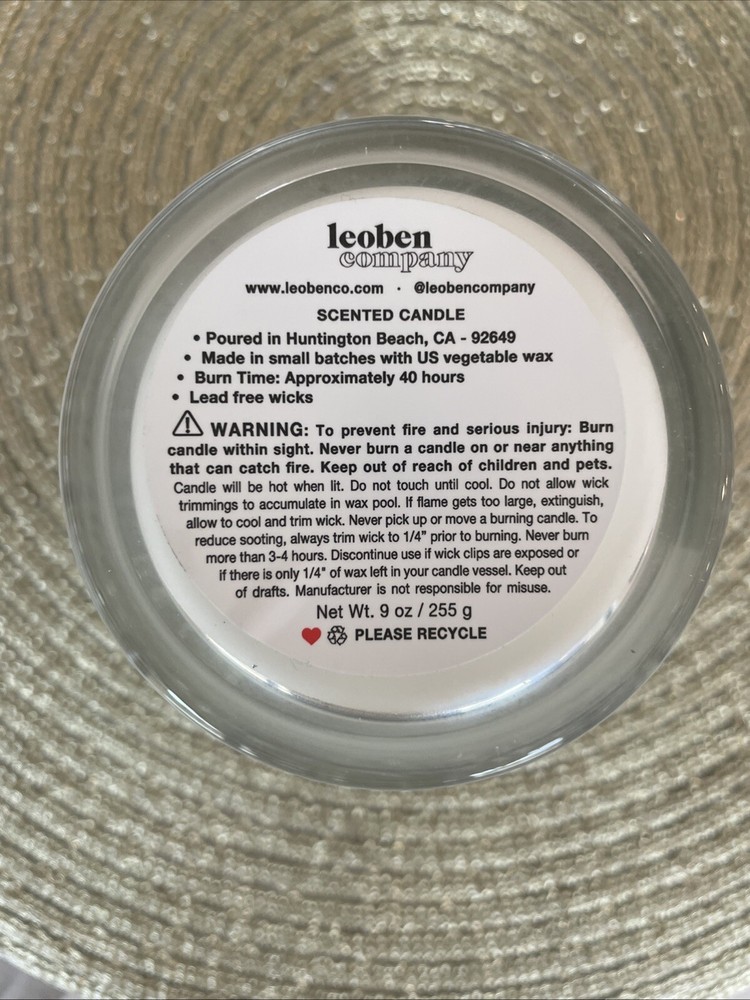 leoben
company
www.leobenco.com · @leobencompany
SCENTED CANDLE
• Poured in Huntington Beach, CA - 92649
• Made in small batches with US vegetable wax
• Burn Time: Approximately 40 hours
• Lead free wicks
WARNING: To prevent fire and serious injury: Burn
candle within sight. Never burn a candle on or near anything
that can catch fire. Keep out of reach of children and pets.
Candle will be hot when lit. Do not touch until cool. Do not allow wick
trimmings to accumulate in wax pool. If flame gets too large, extinguish,
allow to cool and trim wick. Never pick up or move a burning candle. To
reduce sooting, always trim wick to 1/4” prior to burning. Never burn
more than 3-4 hours. Discontinue use if wick clips are exposed or
if there is only 1/4" of wax left in your candle vessel. Keep out
of drafts. Manufacturer is not responsible for misuse.
Net Wt. 9 oz / 255 g
PLEASE RECYCLE